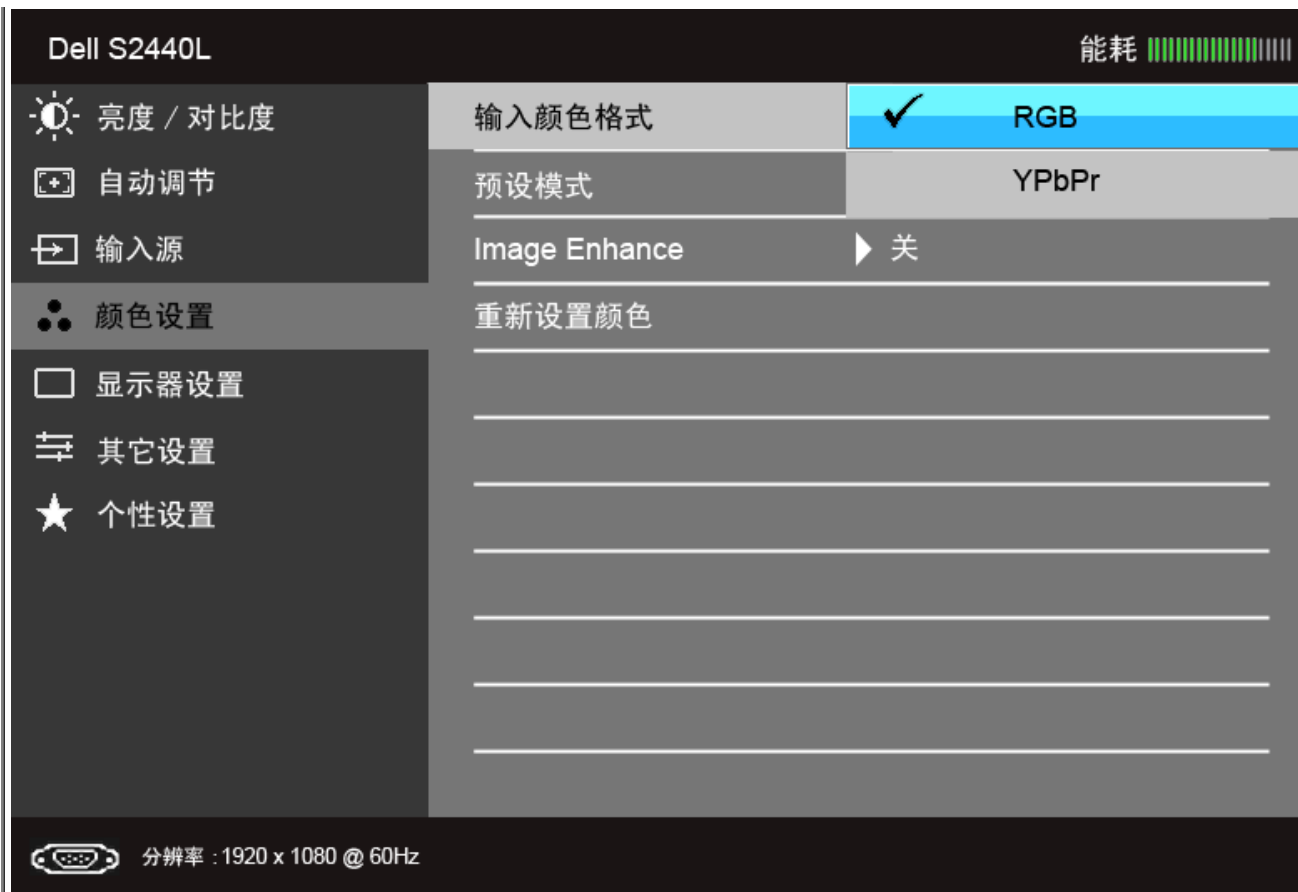 Dell S2440L 能耗
亮度 / 对比度
自动调节
输入源
颜色设置
显示器设置
其它设置
个性设置
输入颜色格式 RGB
预设模式 YPbPr
Image Enhance 关
重新设置颜色
分辨率 : 1920 x 1080 @ 60Hz